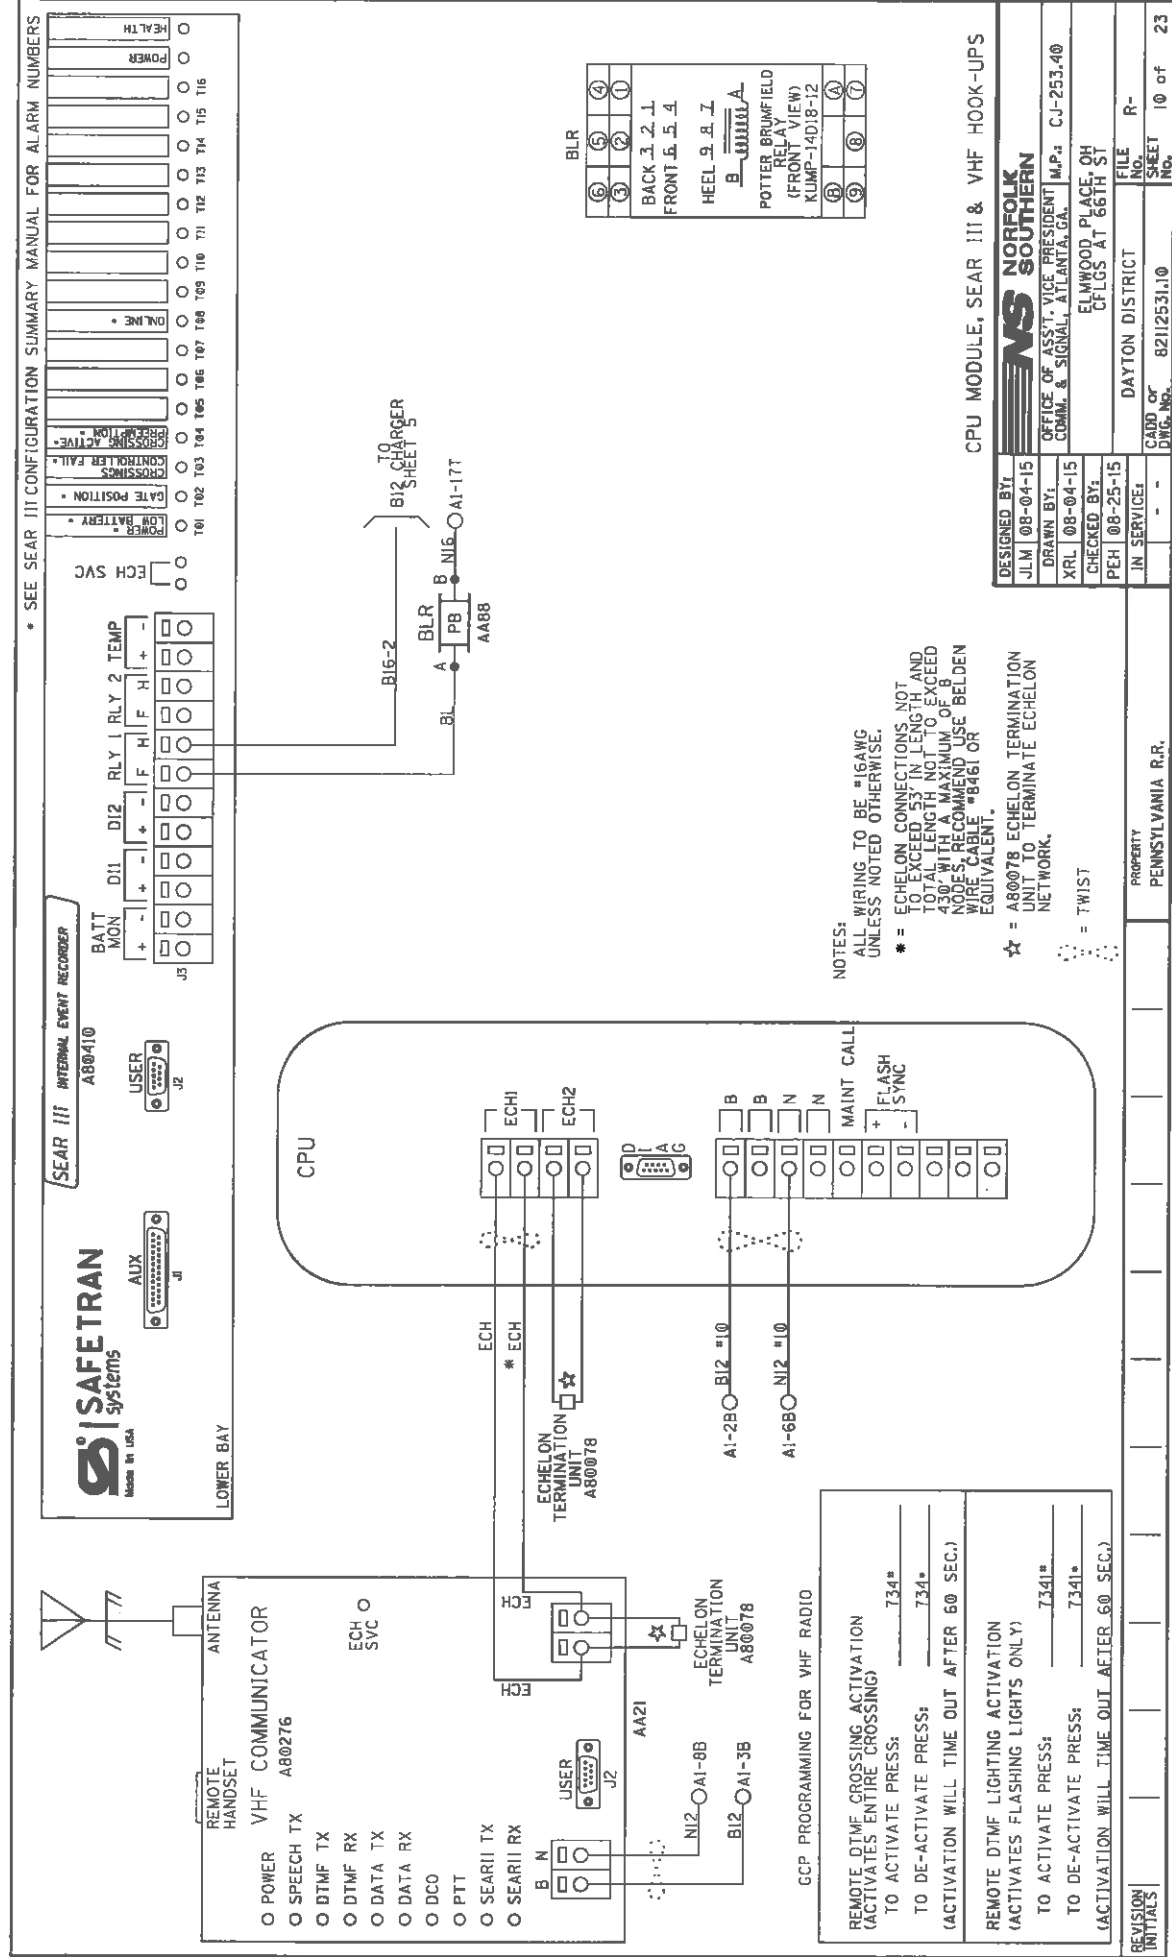 * SEE SEAR III CONFIGURATION SUMMARY MANUAL FOR ALARM NUMBERS
SAFETRAN
systems
Made in USA
LOWER BAY
AUX
J1
SEAR III INTERNAL EVENT RECORDER
A80410
USER
J2
J3
BATT MON
+ -
DI1
+ -
DI2
+ -
RLY 1
F H
RLY 2
F H
TEMP
+ -
ECH SVC
POWER *
LOW BATTERY *
GATE POSITION *
CROSSINGS
CONTROLLER FAIL *
CROSSING ACTIVE*
PREEMPTION *
ONLINE *
POWER
HEALTH
T01 T02 T03 T04 T05 T06 T07 T08 T09 T10 T11 T12 T13 T14 T15 T16
B16-2
B12 TO CHARGER
SHEET 5
BL
A
BLR
PB
AA88
B
N16
A1-17T
BLR
6 5 4
3 2 1
BACK 3 2 1
FRONT 6 5 4
HEEL 9 8 7
B A
POTTER BRUMFIELD
RELAY
(FRONT VIEW)
KUMP-14D18-12
B A
9 8 7
ANTENNA
REMOTE
HANDSET
VHF COMMUNICATOR
A80276
ECH
SVC
POWER
SPEECH TX
DTMF TX
DTMF RX
DATA TX
DATA RX
DCO
PTT
SEARII TX
SEARII RX
B N
USER
J2
ECH
ECH
AA21
N12
A1-8B
B12
A1-3B
ECHELON
TERMINATION
UNIT
A80078
CPU
ECH
* ECH
ECH1
ECH2
ECHELON
TERMINATION
UNIT
A80078
DIAG
A1-2B
B12 #10
A1-6B
N12 #10
B
B
N
N
MAINT CALL
+ FLASH
- SYNC
GCP PROGRAMMING FOR VHF RADIO
REMOTE DTMF CROSSING ACTIVATION
(ACTIVATES ENTIRE CROSSING)
TO ACTIVATE PRESS: 734#
TO DE-ACTIVATE PRESS: 734*
(ACTIVATION WILL TIME OUT AFTER 60 SEC.)
REMOTE DTMF LIGHTING ACTIVATION
(ACTIVATES FLASHING LIGHTS ONLY!)
TO ACTIVATE PRESS: 7341#
TO DE-ACTIVATE PRESS: 7341*
(ACTIVATION WILL TIME OUT AFTER 60 SEC.)
NOTES:
ALL WIRING TO BE #16AWG
UNLESS NOTED OTHERWISE.
* = ECHELON CONNECTIONS NOT
TO EXCEED 53' IN LENGTH AND
TOTAL LENGTH NOT TO EXCEED
430' WITH A MAXIMUM OF 8
NODES, RECOMMEND USE BELDEN
WIRE CABLE #8461 OR
EQUIVALENT.
☆ = A80078 ECHELON TERMINATION
UNIT TO TERMINATE ECHELON
NETWORK.
= TWIST
CPU MODULE, SEAR III & VHF HOOK-UPS
REVISION
INITIALS
PROPERTY
PENNSYLVANIA R.R.
DESIGNED BY:
JLM 08-04-15
DRAWN BY:
XRL 08-04-15
CHECKED BY:
PEH 08-25-15
IN SERVICE:
- -
NS NORFOLK
SOUTHERN
OFFICE OF ASS'T. VICE PRESIDENT
COMM. & SIGNAL, ATLANTA, GA.
M.P.: CJ-253.40
ELMWOOD PLACE, OH
CFLGS AT 66TH ST
DAYTON DISTRICT
FILE NO. R-
CADD or
DWG. NO. 82112531.10
SHEET NO. 10 of 23